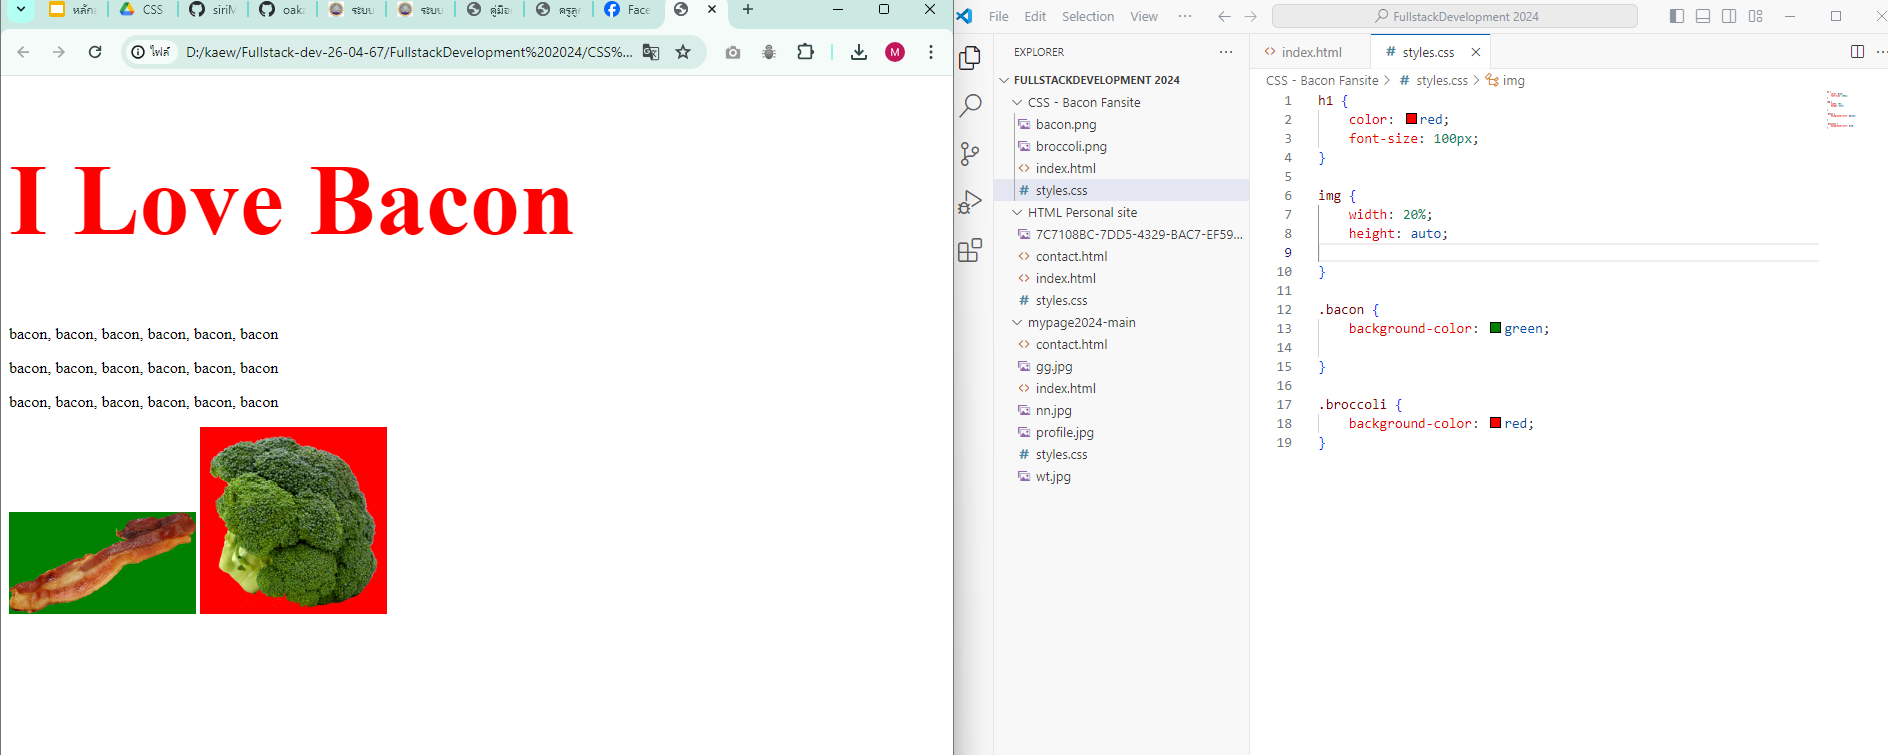 หลัก
CSS
siriM
oaka
ระบบ
ระบบ
คู่มือ
ครูลู
Face
ไฟล์
D:/kaew/Fullstack-dev-26-04-67/FullstackDevelopment%202024/CSS%...
M
I Love Bacon
bacon, bacon, bacon, bacon, bacon, bacon
bacon, bacon, bacon, bacon, bacon, bacon
bacon, bacon, bacon, bacon, bacon, bacon
File Edit Selection View ···
FullstackDevelopment 2024
EXPLORER
FULLSTACKDEVELOPMENT 2024
CSS - Bacon Fansite
bacon.png
broccoli.png
index.html
styles.css
HTML Personal site
7C7108BC-7DD5-4329-BAC7-EF59...
contact.html
index.html
styles.css
mypage2024-main
contact.html
gg.jpg
index.html
nn.jpg
profile.jpg
styles.css
wt.jpg
index.html
styles.css
CSS - Bacon Fansite > # styles.css > img
1 h1 {
2 color: red;
3 font-size: 100px;
4 }
5
6 img {
7 width: 20%;
8 height: auto;
9
10 }
11
12 .bacon {
13 background-color: green;
14
15 }
16
17 .broccoli {
18 background-color: red;
19 }